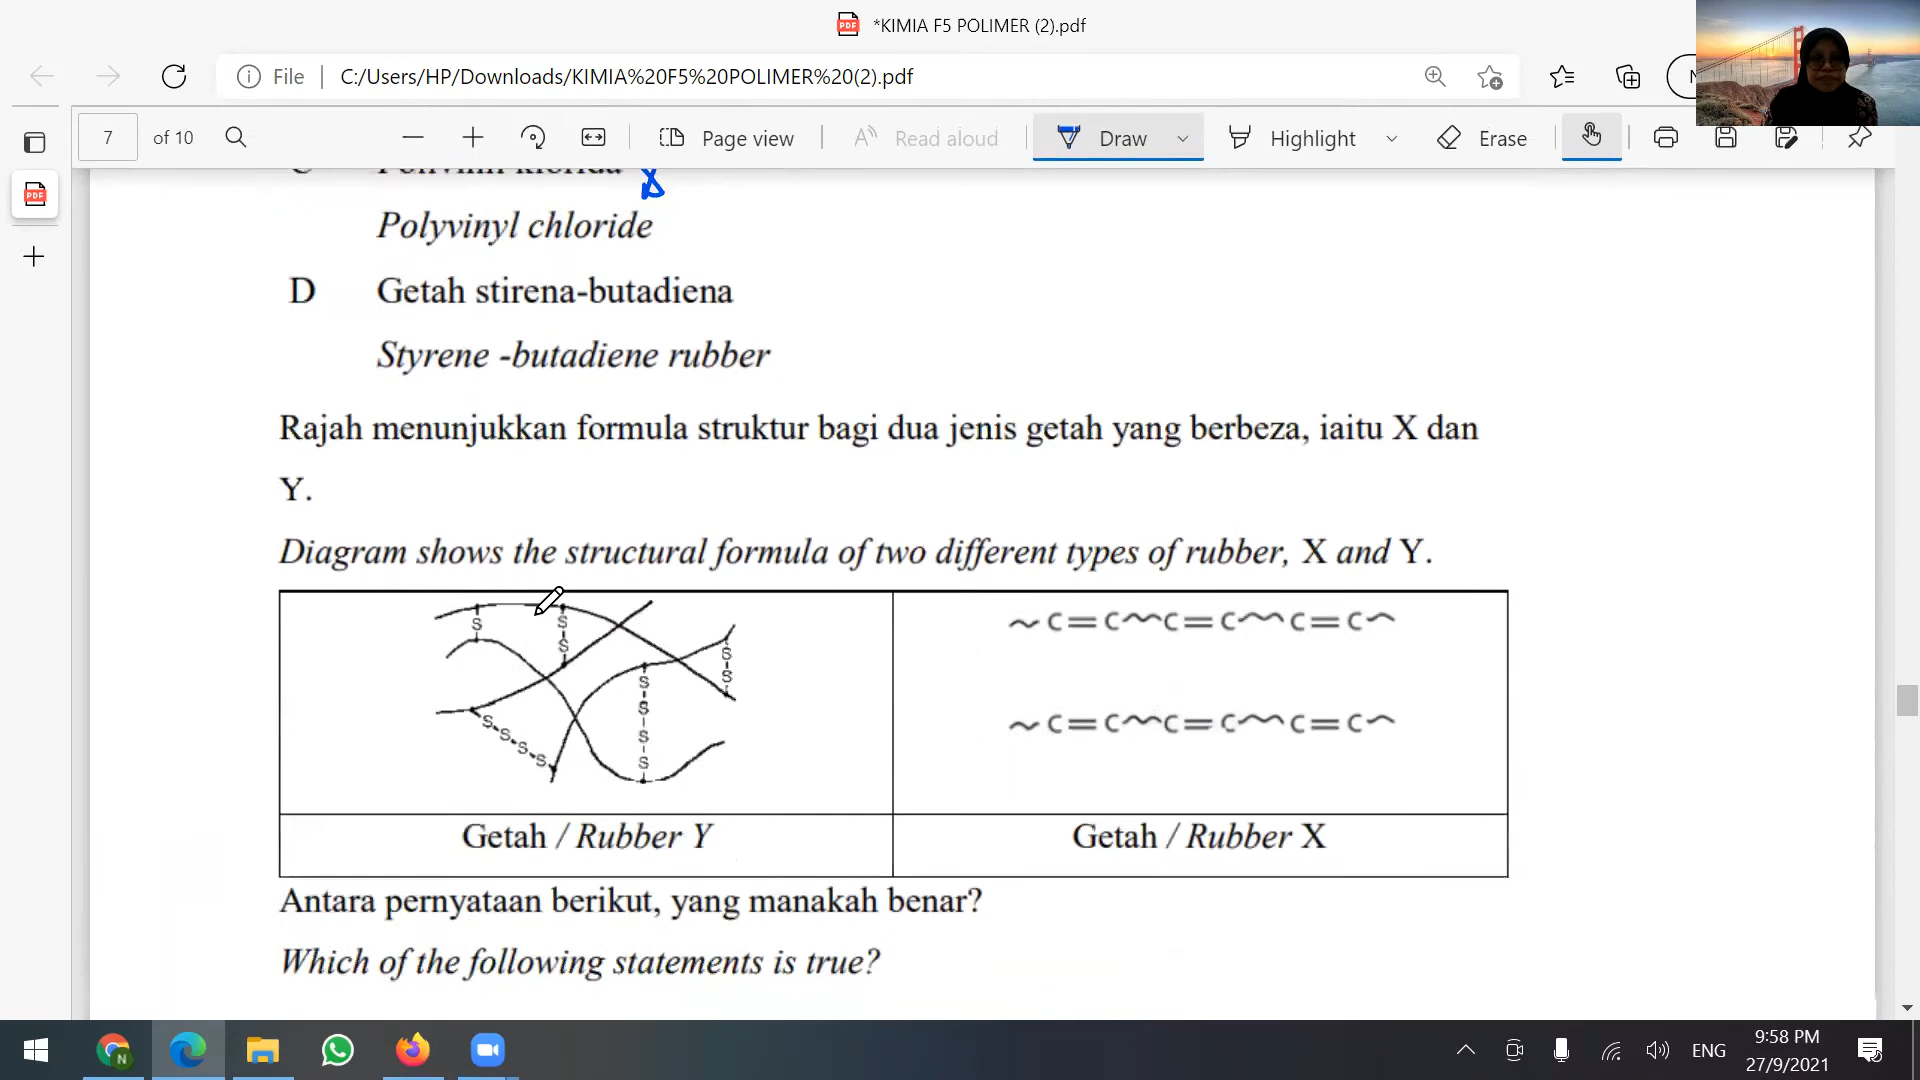 *KIMIA F5 POLIMER (2).pdf
File | C:/Users/HP/Downloads/KIMIA%20F5%20POLIMER%20(2).pdf
7 of 10
Page view
Read aloud
Draw
Highlight
Erase
Polyvinyl chloride
D Getah stirena-butadiena
Styrene -butadiene rubber
Rajah menunjukkan formula struktur bagi dua jenis getah yang berbeza, iaitu X dan
Y.
Diagram shows the structural formula of two different types of rubber, X and Y.
S
S
S
S
S
S
S
S
S
S
S
S
S
C=C C=C C=C
C=C C=C C=C
Getah / Rubber Y
Getah / Rubber X
Antara pernyataan berikut, yang manakah benar?
Which of the following statements is true?
ENG
9:58 PM
27/9/2021